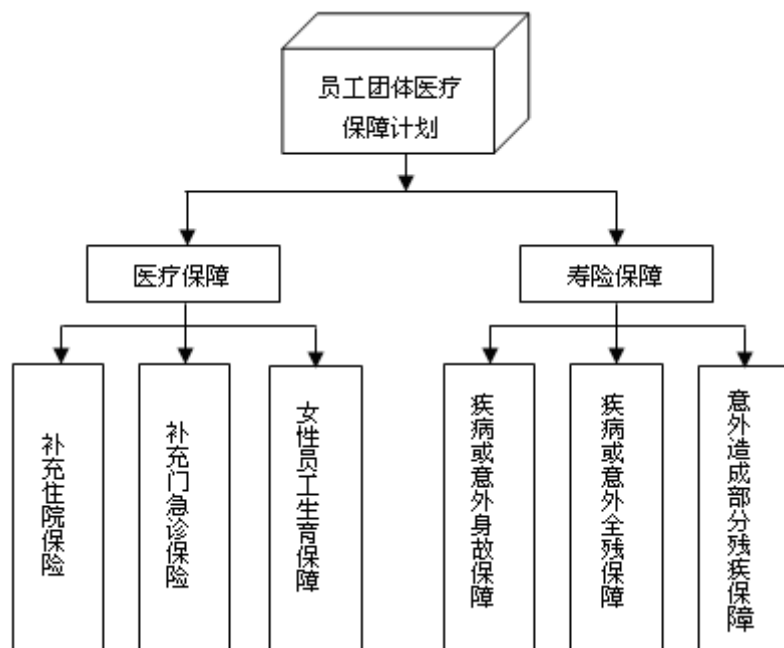 员工团体医疗
保障计划
医疗保障
寿险保障
补充住院保险
补充门急诊保险
女性员工生育保障
疾病或意外身故保障
疾病或意外全残保障
意外造成部分残疾保障